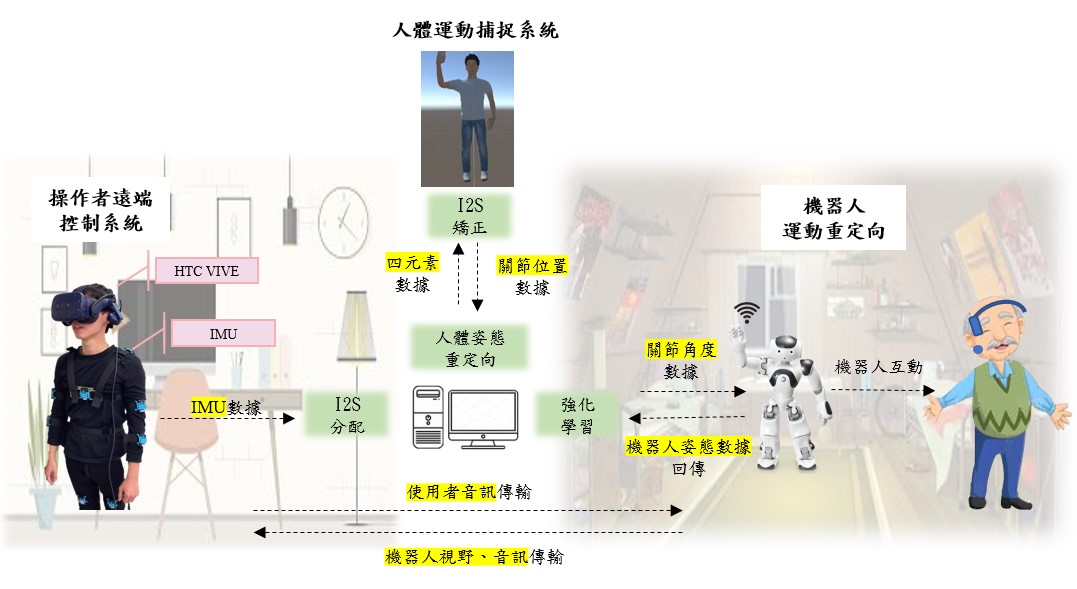 人體運動捕捉系統
操作者遠端
控制系統
HTC VIVE
IMU
I2S
矯正
四元素
數據
關節位置
數據
人體姿態
重定向
IMU數據
I2S
分配
強化
學習
機器人
運動重定向
關節角度
數據
機器人互動
機器人姿態數據
回傳
使用者音訊傳輸
機器人視野、音訊傳輸